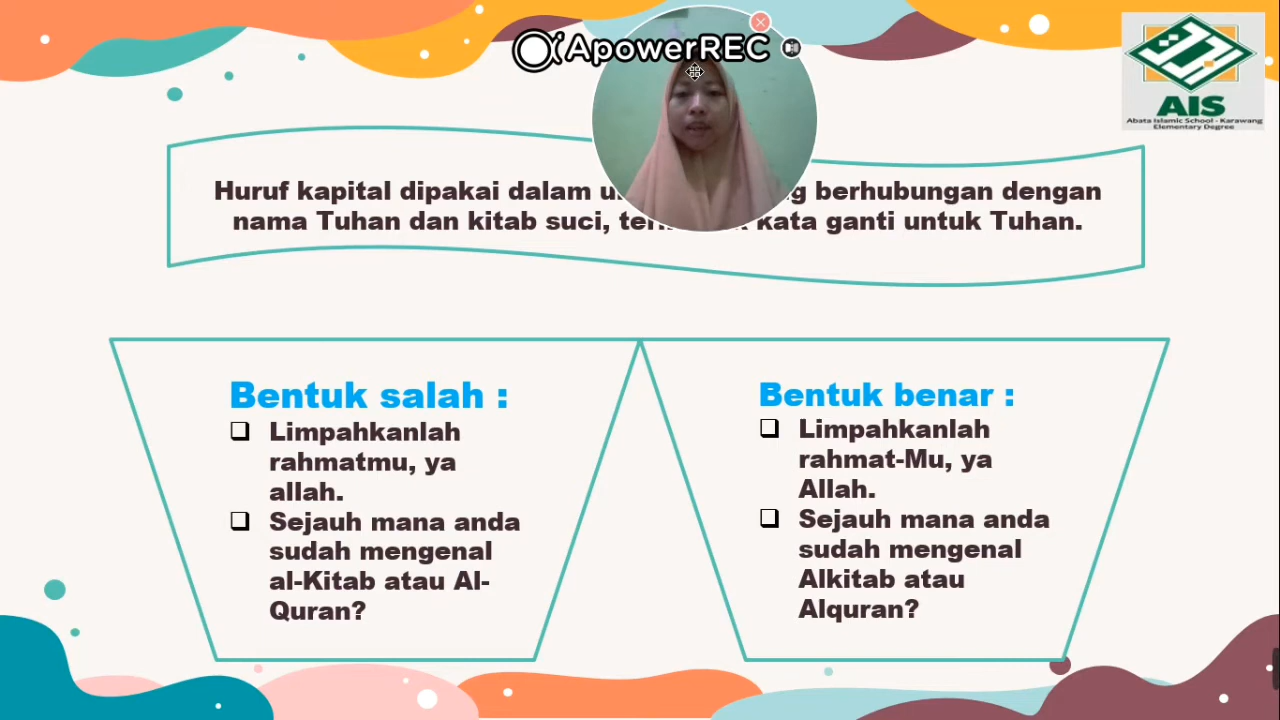 ApowerREC
AIS
Abata Islamic School - Karawang
Elementary Degree
Huruf kapital dipakai dalam berhubungan dengan
nama Tuhan dan kitab suci, kata ganti untuk Tuhan.
Bentuk salah :
Limpahkanlah
rahmatmu, ya
allah.
Sejauh mana anda
sudah mengenal
al-Kitab atau Al-
Quran?
Bentuk benar :
Limpahkanlah
rahmat-Mu, ya
Allah.
Sejauh mana anda
sudah mengenal
Alkitab atau
Alquran?